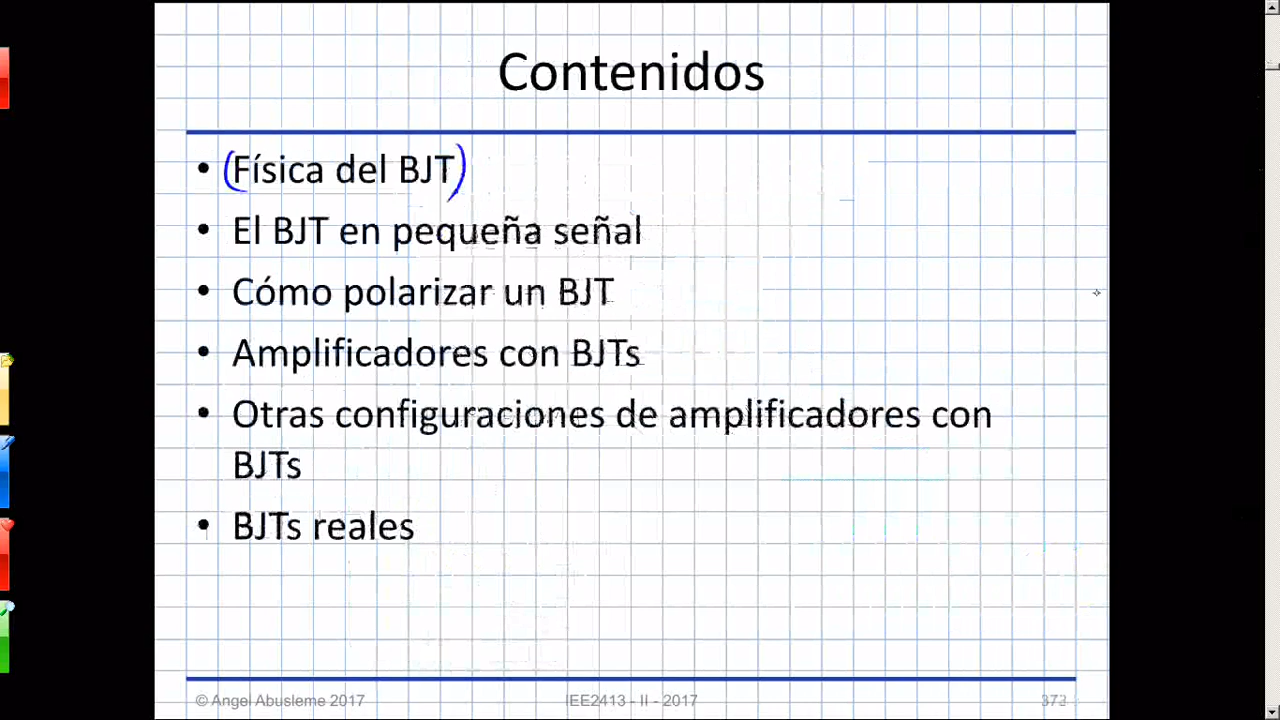 Contenidos
• (Física del BJT)
• El BJT en pequeña señal
• Cómo polarizar un BJT
• Amplificadores con BJTs
• Otras configuraciones de amplificadores con
BJTs
• BJTs reales
© Angel Abusleme 2017 IEE2413 - II - 2017